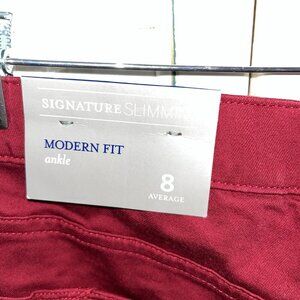 SIGNATURE SLIMMI
MODERN FIT
ankle
8
AVERAGE